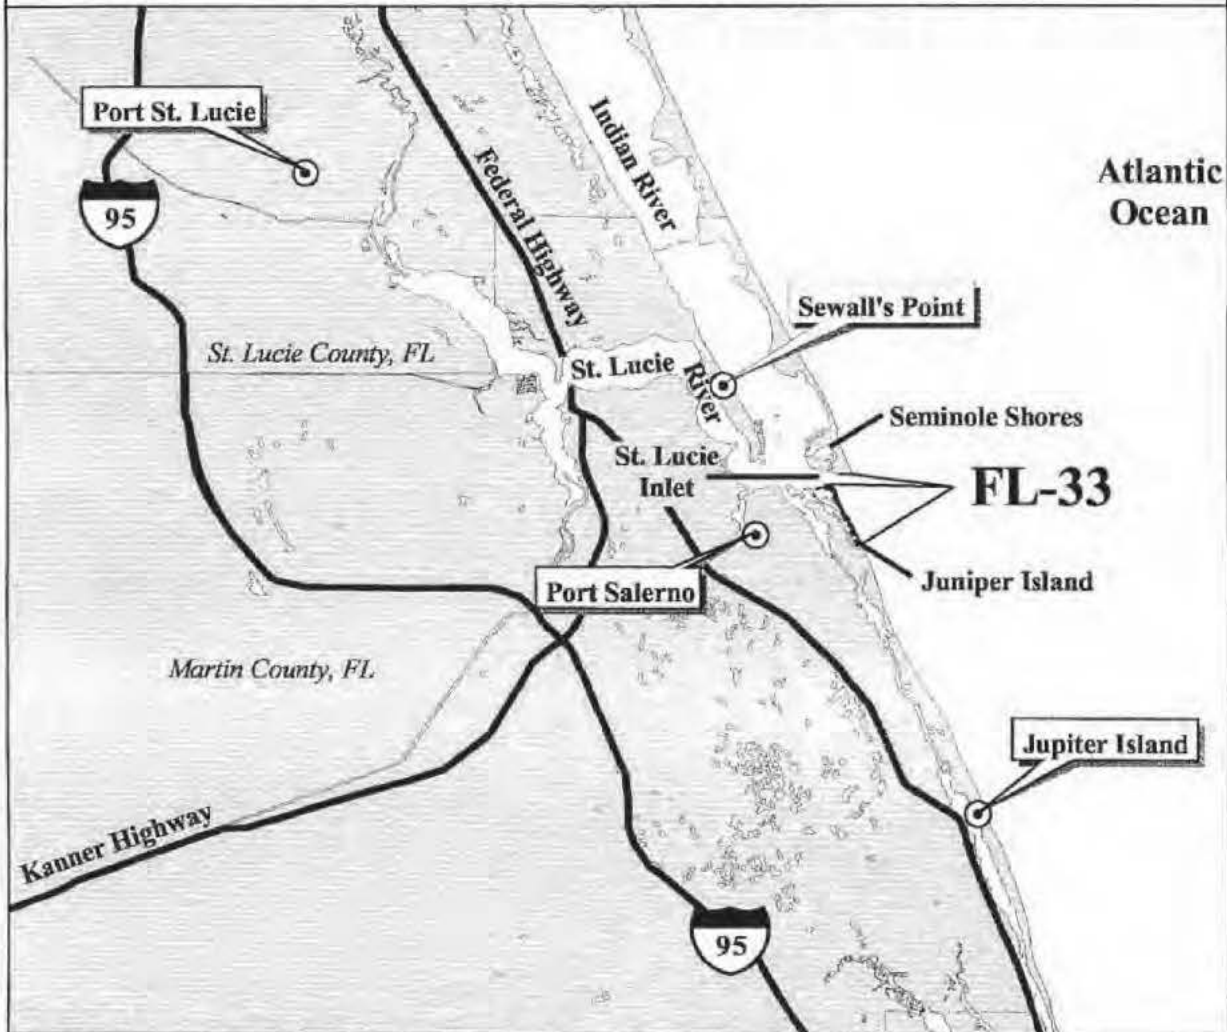 Port St. Lucie
95
Federal Highway
Indian River
Atlantic
Ocean
Sewall's Point
St. Lucie County, FL
St. Lucie River
Seminole Shores
St. Lucie
Inlet
FL-33
Port Salerno
Juniper Island
Martin County, FL
Jupiter Island
Kanner Highway
95